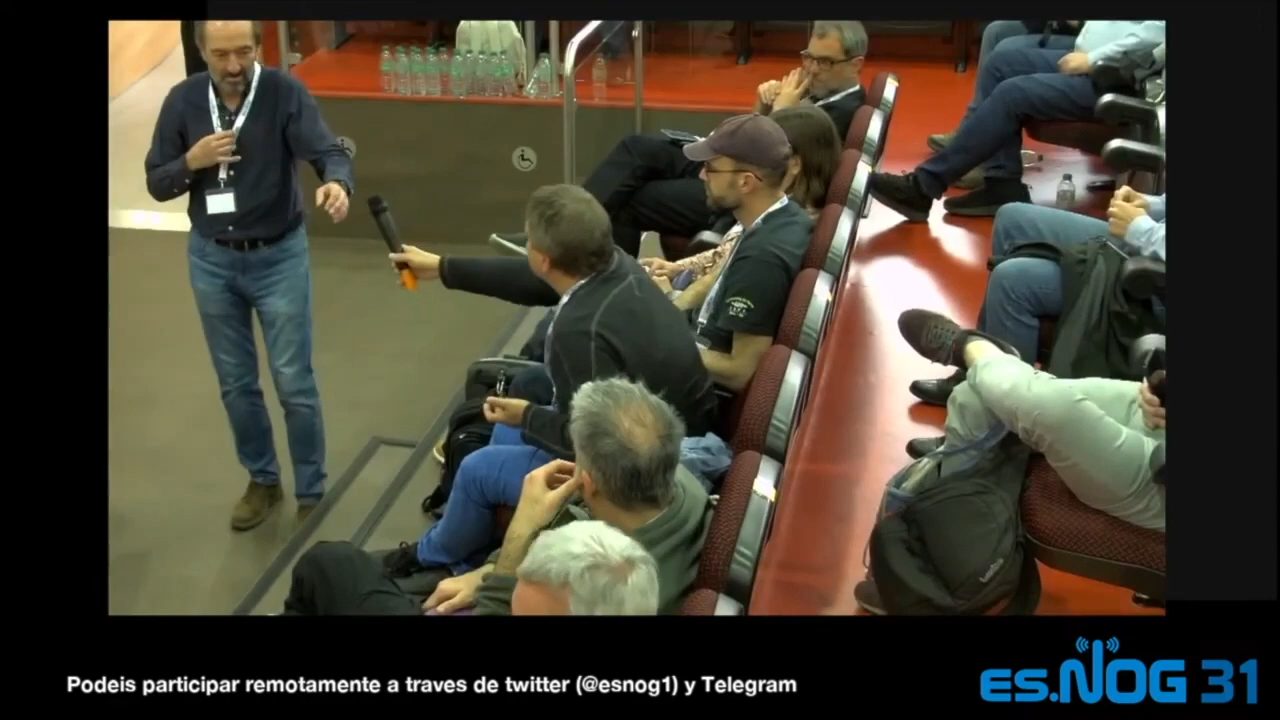 Podeis participar remotamente a traves de twitter (@esnog1) y Telegram
es.NOG 31